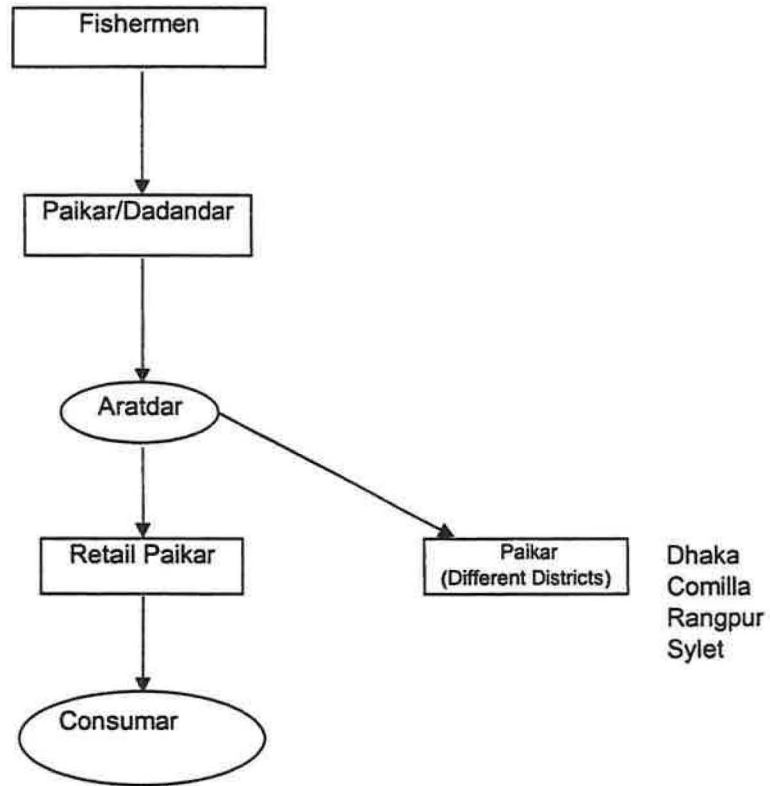 Fishermen
Paikar/Dadandar
Aratdar
Retail Paikar
Paikar
(Different Districts)
Dhaka
Comilla
Rangpur
Sylet
Consumar